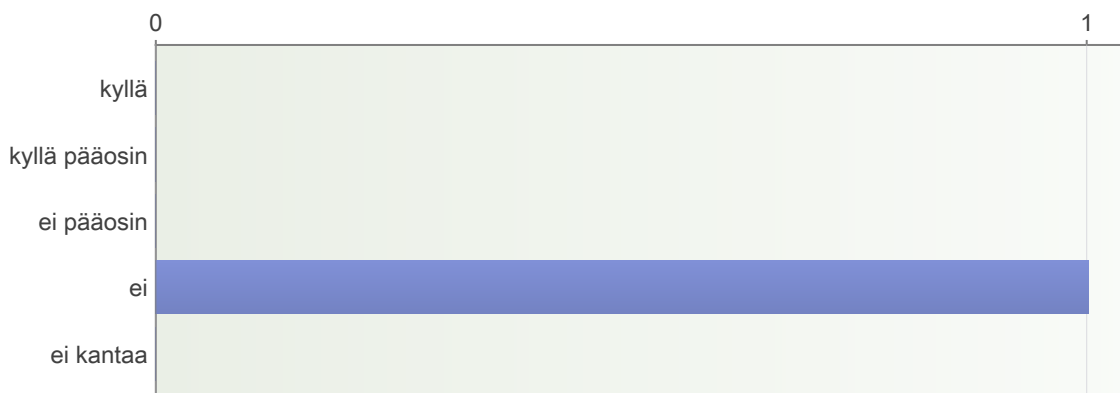 0 1
kyllä
kyllä pääosin
ei pääosin
ei
ei kantaa